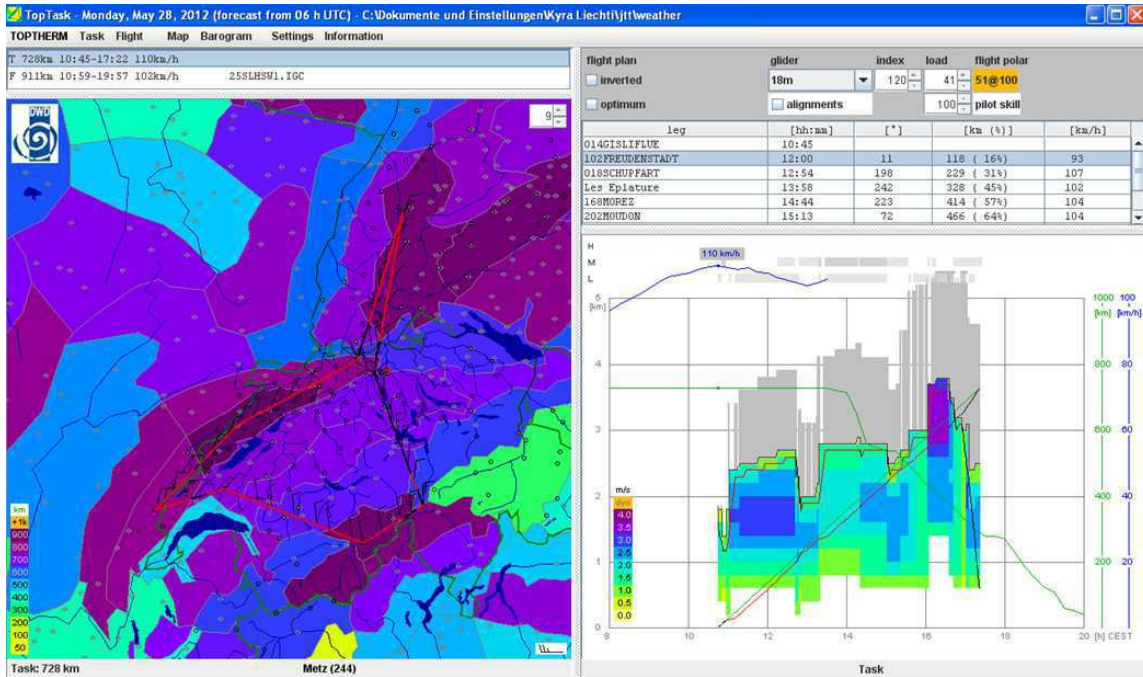 TopTask - Monday, May 28, 2012 (forecast from 06 h UTC) - C:\Dokumente und Einstellungen\Kyra Liechti\jtt\weather
TOPTHERM Task Flight Map Barogram Settings Information
T 728km 10:45-17:22 110km/h
F 911km 10:59-19:57 102km/h 25SLHSW1.IGC
flight plan glider index load flight polar
inverted 18m 120 41 51@100
optimum alignments 100 pilot skill
leg [hh:mm] [°] [km (%)] [km/h]
014GISLIFLUE 10:45
102FREUDENSTADT 12:00 11 118 ( 16%) 93
018SCHUPFART 12:54 198 229 ( 31%) 107
Les Eplature 13:58 242 328 ( 45%) 102
168MOREZ 14:44 223 414 ( 57%) 104
202MOUDON 15:13 72 466 ( 64%) 104
DWD
9
km
+1k
900
800
700
600
500
400
300
200
100
50
Task: 728 km Metz (244)
H
M
L
110 km/h
5 1000 100
[km] [km] [km/h]
4 800 80
3 600 60
2 400 40
1 200 20
0 0 0
m/s
dyn
4.0
3.5
3.0
2.5
2.0
1.5
1.0
0.5
0.0
8 10 12 14 16 18 20 [h] CEST
Task